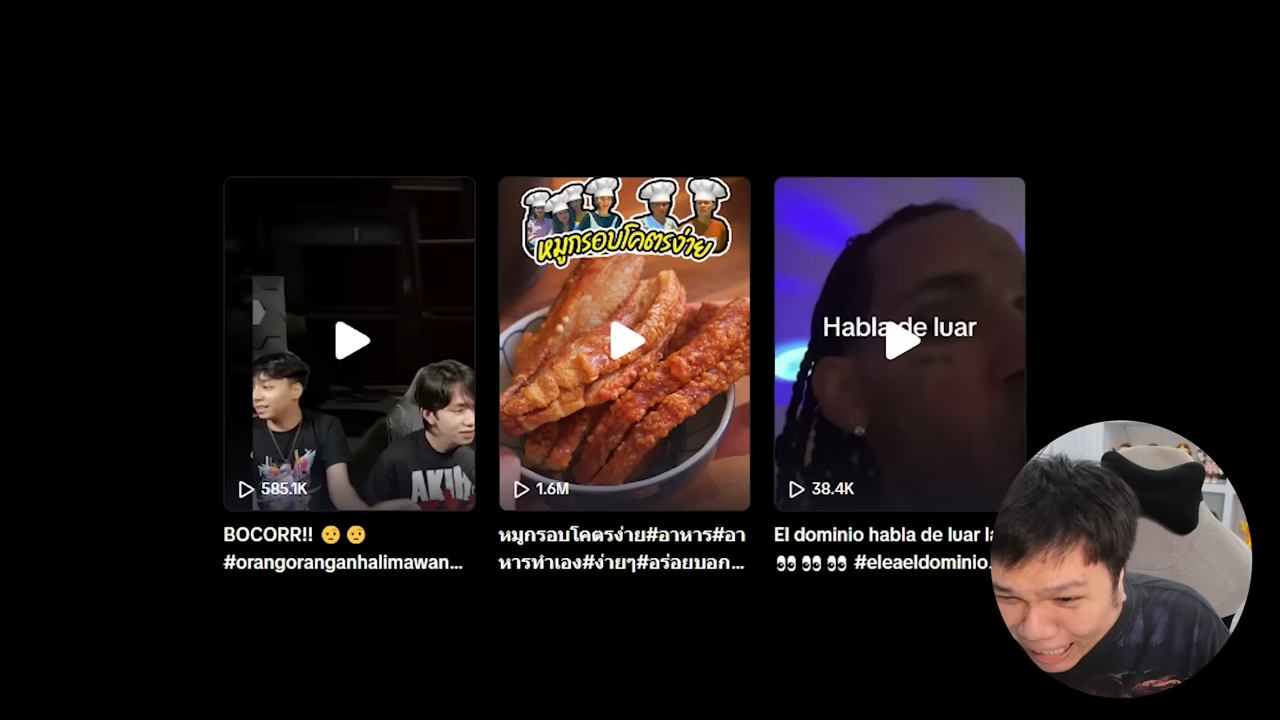 หมูกรอบโคตรง่าย
Habla de luar
585.1K
1.6M
38.4K
BOCORR!! 🤨 🤨
#orangoranganhalimawan...
หมูกรอบโคตรง่าย#อาหาร#อา
หารทำเอง#ง่ายๆ#อร่อยบอก...
El dominio habla de luar
👀 👀 👀 #eleaeldominio